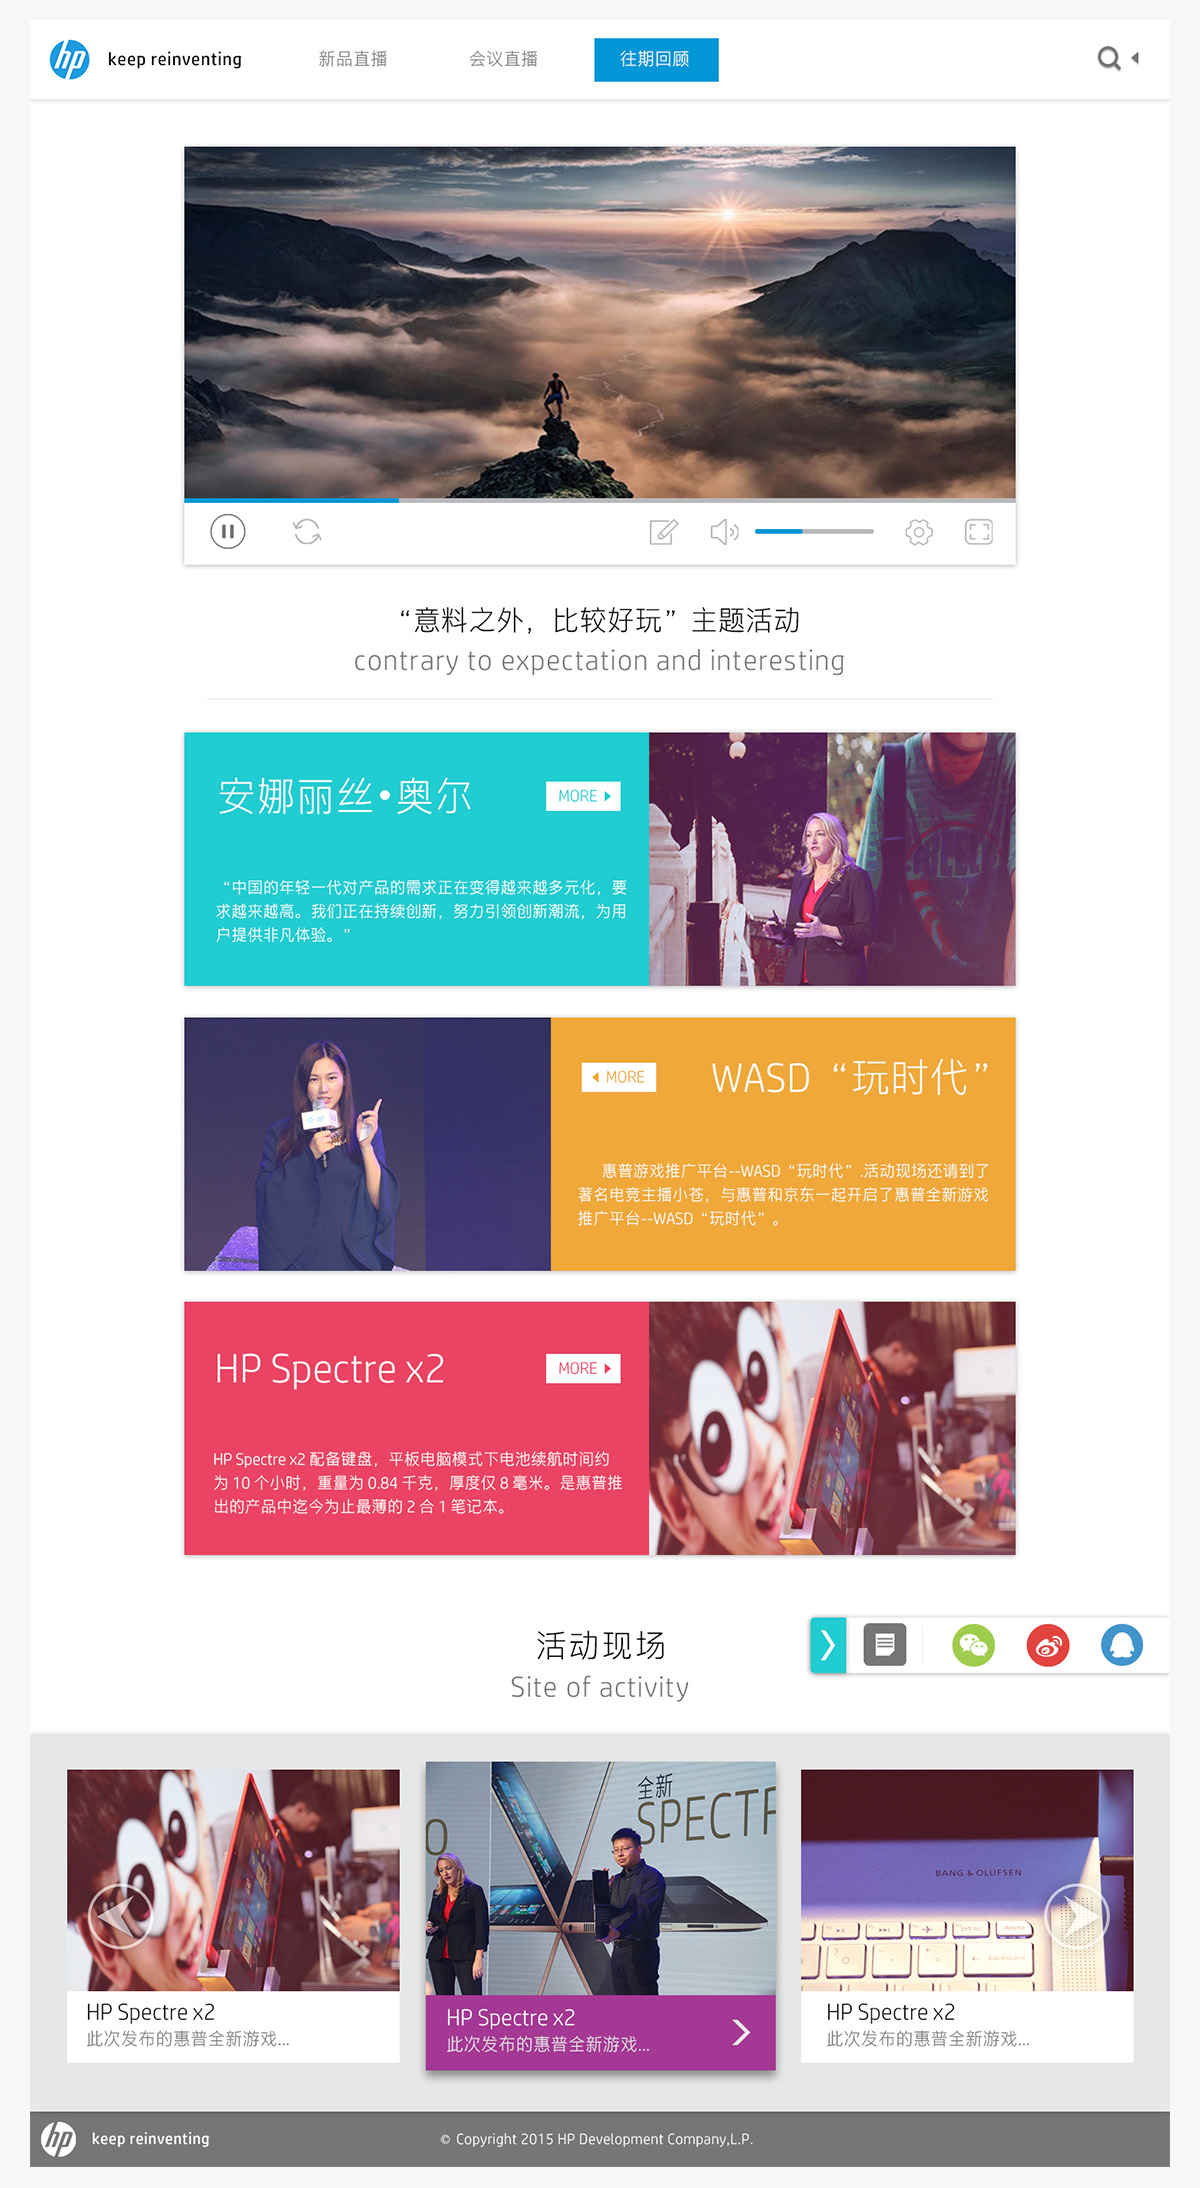 hp keep reinventing 新品直播 会议直播 往期回顾
“意料之外，比较好玩”主题活动
contrary to expectation and interesting
安娜丽丝•奥尔 MORE
“中国的年轻一代对产品的需求正在变得越来越多元化，要
求越来越高。我们正在持续创新，努力引领创新潮流，为用
户提供非凡体验。”
MORE WASD“玩时代”
惠普游戏推广平台--WASD“玩时代”.活动现场还请到了
著名电竞主播小苍，与惠普和京东一起开启了惠普全新游戏
推广平台--WASD“玩时代”。
HP Spectre x2 MORE
HP Spectre x2 配备键盘，平板电脑模式下电池续航时间约
为 10 个小时，重量为 0.84 千克，厚度仅 8 毫米。是惠普推
出的产品中迄今为止最薄的 2 合 1 笔记本。
活动现场
Site of activity
全新
SPECTR
BANG & OLUFSEN
prt sc delete
backspace
HP Spectre x2
此次发布的惠普全新游戏...
HP Spectre x2
此次发布的惠普全新游戏...
HP Spectre x2
此次发布的惠普全新游戏...
hp keep reinventing © Copyright 2015 HP Development Company,L.P.